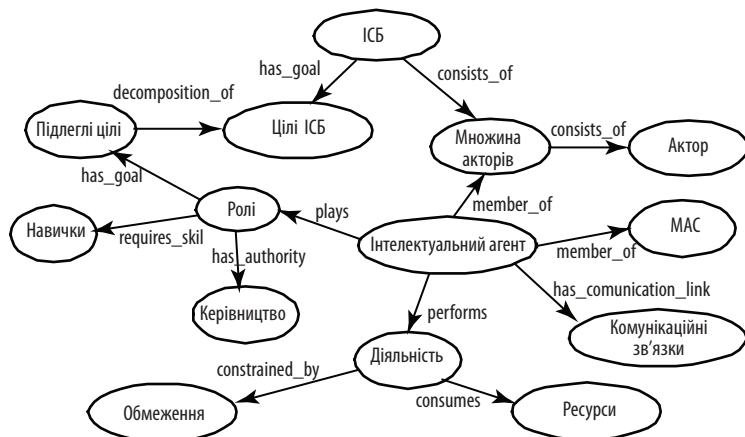 ІСБ
has_goal
consists_of
decomposition_of
Підлеглі цілі
Цілі ІСБ
Множина
акторів
consists_of
Актор
has_goal
member_of
Ролі
plays
Навички
requires_skil
Інтелектуальний агент
МАС
member_of
has_authority
has_comunication_link
Керівництво
performs
Комунікаційні
зв'язки
Діяльність
constrained_by
consumes
Обмеження
Ресурси